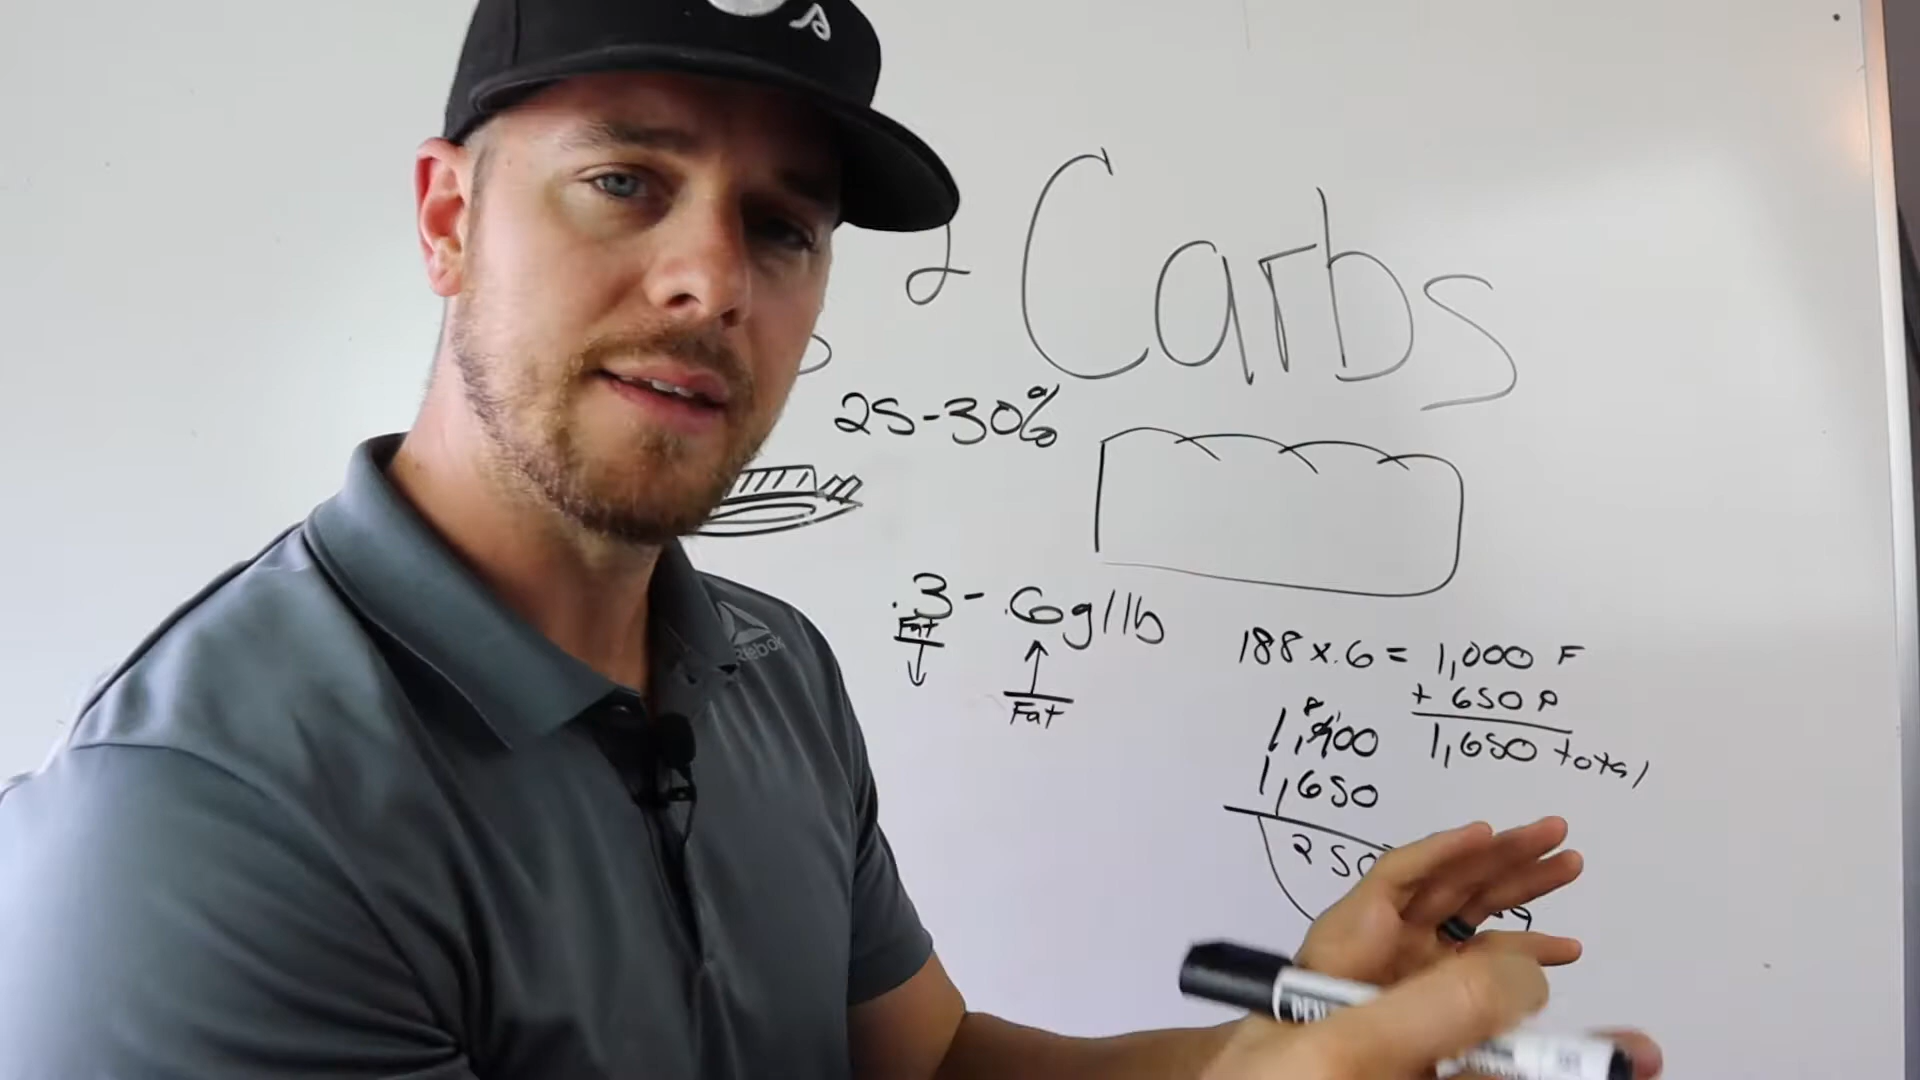 Carbs
25-30%
.3 - .6g/lb
Fat
Fat
188 x .6 = 1,000 F
+ 650 P
1,650 total
1,900
1,650
250
Reebok